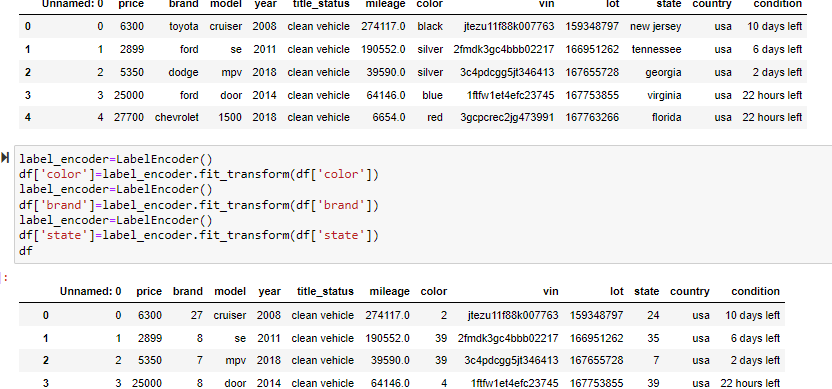 Unnamed: 0 price brand model year title_status mileage color vin lot state country condition
0 0 6300 toyota cruiser 2008 clean vehicle 274117.0 black jtezu11f88k007763 159348797 new jersey usa 10 days left
1 1 2899 ford se 2011 clean vehicle 190552.0 silver 2fmdk3gc4bbb02217 166951262 tennessee usa 6 days left
2 2 5350 dodge mpv 2018 clean vehicle 39590.0 silver 3c4pdcgg5jt346413 167655728 georgia usa 2 days left
3 3 25000 ford door 2014 clean vehicle 64146.0 blue 1ftfw1et4efc23745 167753855 virginia usa 22 hours left
4 4 27700 chevrolet 1500 2018 clean vehicle 6654.0 red 3gcpcrec2jg473991 167763266 florida usa 22 hours left
label_encoder=LabelEncoder()
df['color']=label_encoder.fit_transform(df['color'])
label_encoder=LabelEncoder()
df['brand']=label_encoder.fit_transform(df['brand'])
label_encoder=LabelEncoder()
df['state']=label_encoder.fit_transform(df['state'])
df
:
Unnamed: 0 price brand model year title_status mileage color vin lot state country condition
0 0 6300 27 cruiser 2008 clean vehicle 274117.0 2 jtezu11f88k007763 159348797 24 usa 10 days left
1 1 2899 8 se 2011 clean vehicle 190552.0 39 2fmdk3gc4bbb02217 166951262 35 usa 6 days left
2 2 5350 7 mpv 2018 clean vehicle 39590.0 39 3c4pdcgg5jt346413 167655728 7 usa 2 days left
3 3 25000 8 door 2014 clean vehicle 64146.0 4 1ftfw1et4efc23745 167753855 39 usa 22 hours left